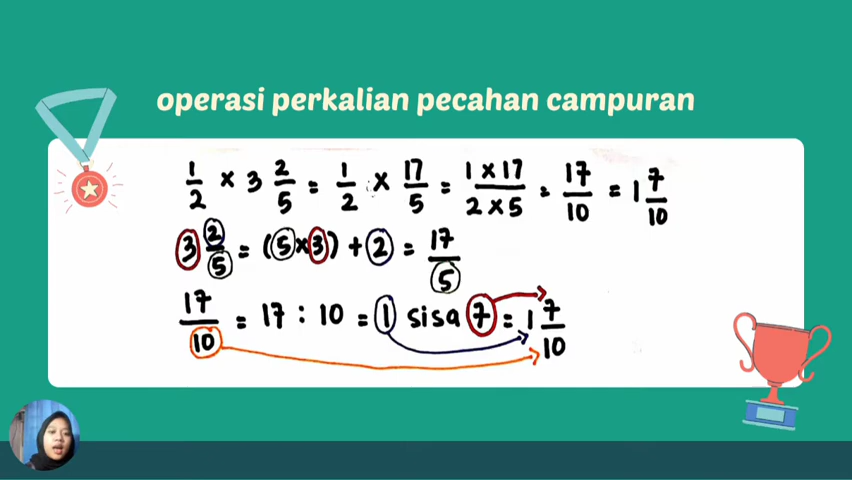 operasi perkalian pecahan campuran
1/2 × 3 2/5 = 1/2 × 17/5 = 1 × 17/2 × 5 = 17/10 = 1 7/10
3 2/5 = (5 × 3) + 2 = 17/5
17/10 = 17 : 10 = 1 sisa 7 = 1 7/10